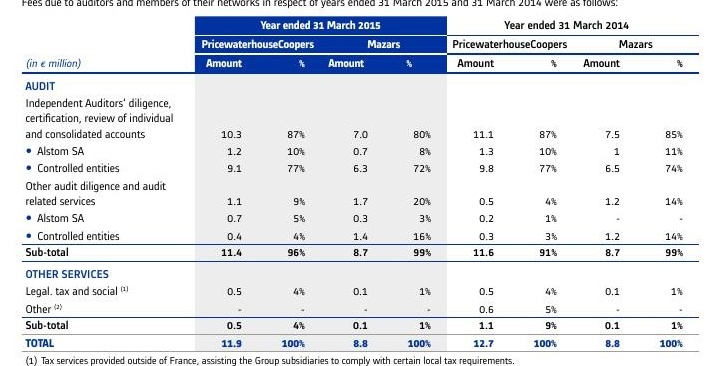 Fees due to auditors and members of their networks in respect of years ended 31 March 2015 and 31 March 2014 were as follows:
Year ended 31 March 2015 Year ended 31 March 2014
PricewaterhouseCoopers Mazars PricewaterhouseCoopers Mazars
(in € million) Amount % Amount % Amount % Amount %
AUDIT
Independent Auditors' diligence,
certification, review of individual
and consolidated accounts 10.3 87% 7.0 80% 11.1 87% 7.5 85%
• Alstom SA 1.2 10% 0.7 8% 1.3 10% 1 11%
• Controlled entities 9.1 77% 6.3 72% 9.8 77% 6.5 74%
Other audit diligence and audit
related services 1.1 9% 1.7 20% 0.5 4% 1.2 14%
• Alstom SA 0.7 5% 0.3 3% 0.2 1% - -
• Controlled entities 0.4 4% 1.4 16% 0.3 3% 1.2 14%
Sub-total 11.4 96% 8.7 99% 11.6 91% 8.7 99%
OTHER SERVICES
Legal. tax and social (1) 0.5 4% 0.1 1% 0.5 4% 0.1 1%
Other (2) - - - - 0.6 5% - -
Sub-total 0.5 4% 0.1 1% 1.1 9% 0.1 1%
TOTAL 11.9 100% 8.8 100% 12.7 100% 8.8 100%
(1) Tax services provided outside of France, assisting the Group subsidiaries to comply with certain local tax requirements.